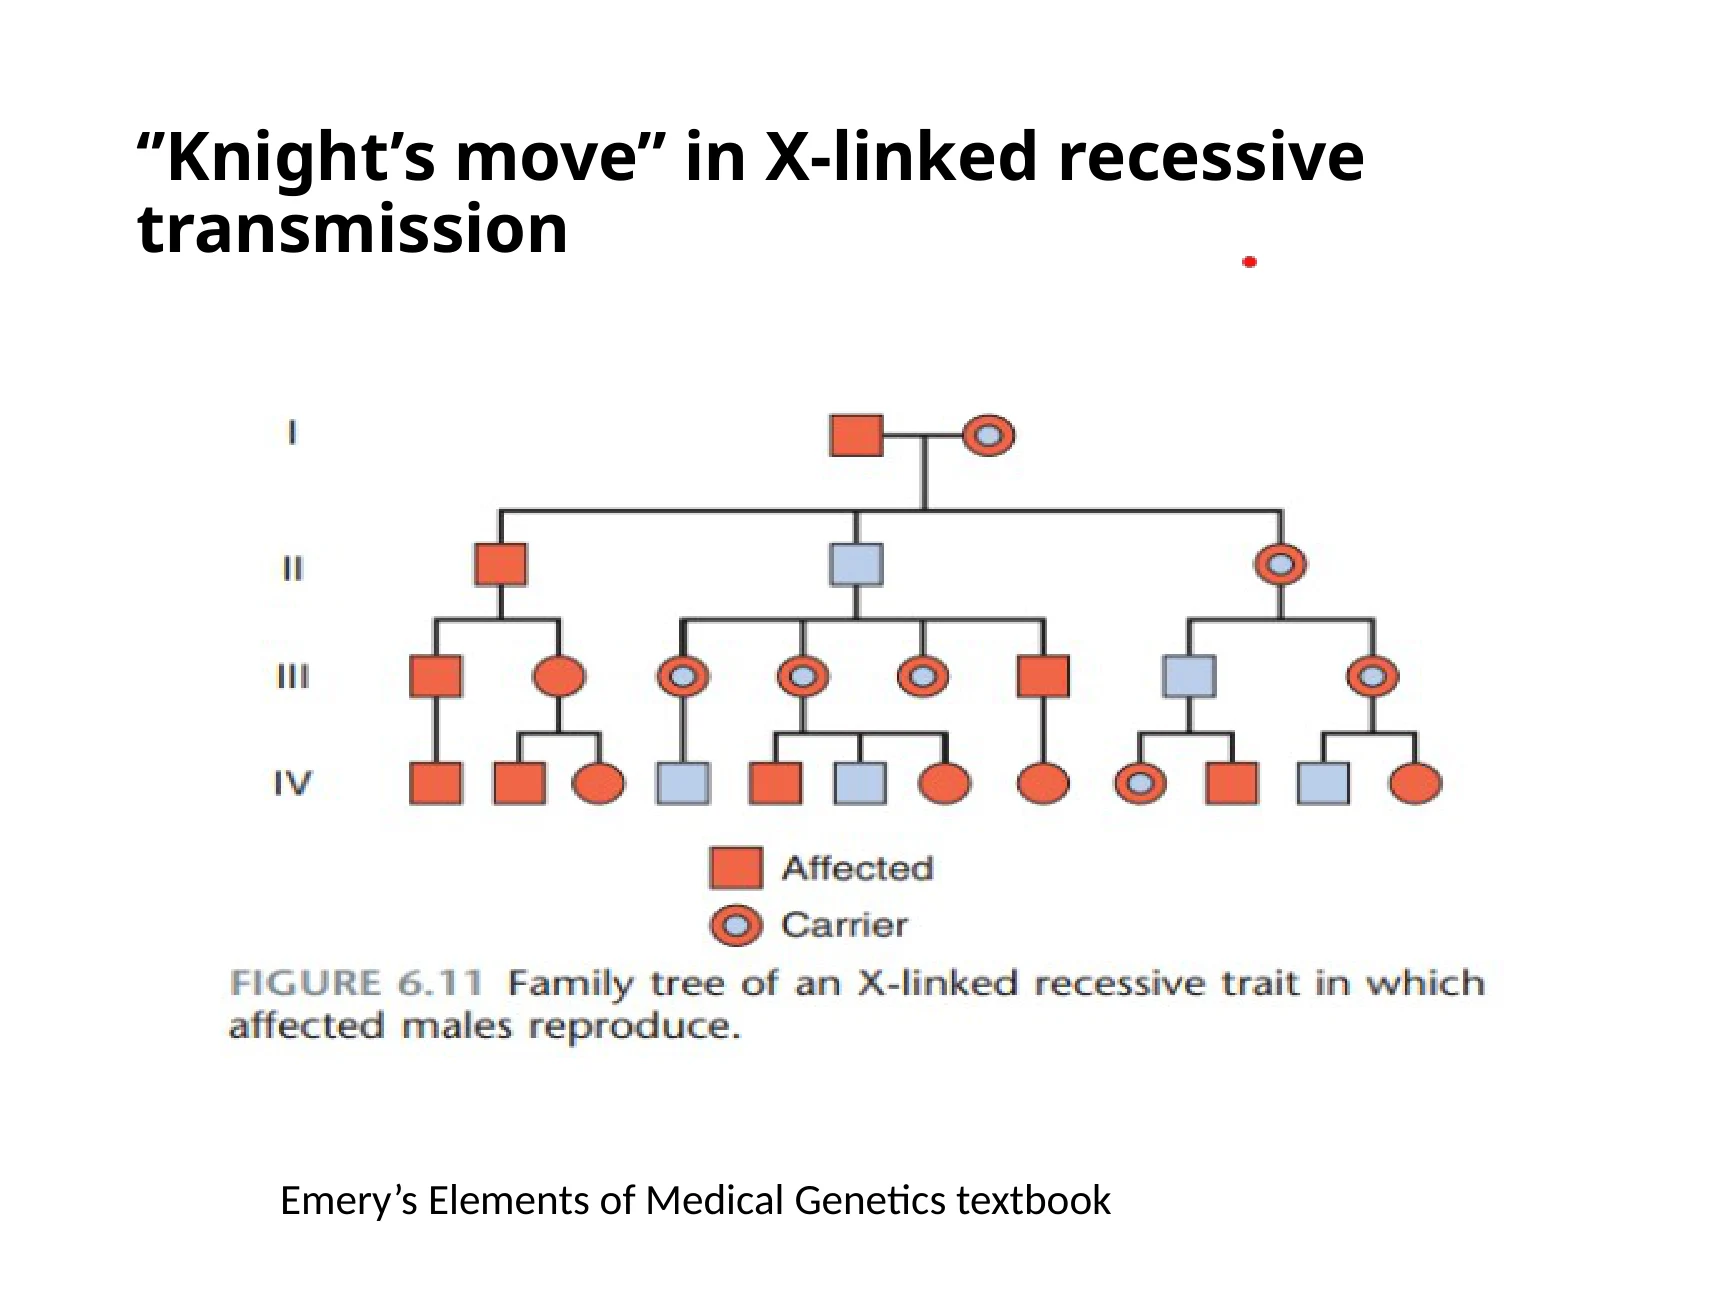 “Knight’s move” in X-linked recessive
transmission
I
II
III
IV
Affected
Carrier
FIGURE 6.11 Family tree of an X-linked recessive trait in which
affected males reproduce.
Emery’s Elements of Medical Genetics textbook